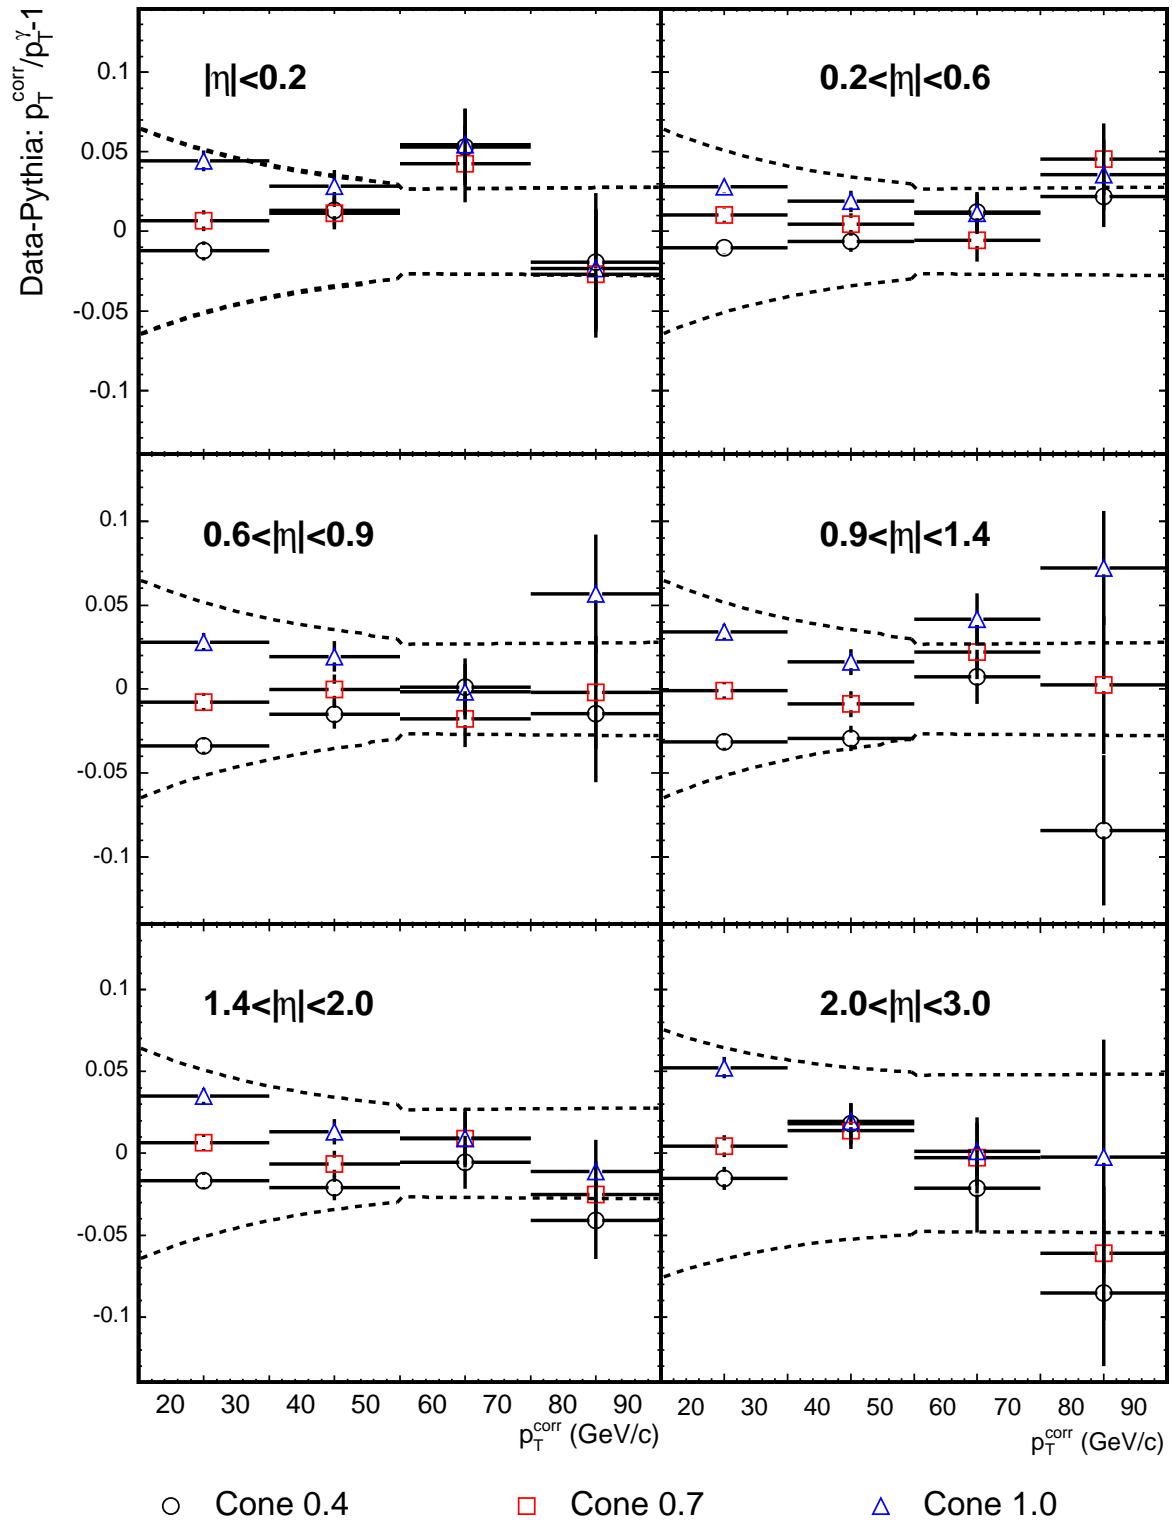 Data-Pythia: p_T^corr/p_T^γ-1
|η|<0.2
0.2<|η|<0.6
0.1
0.05
0
-0.05
-0.1
0.6<|η|<0.9
0.9<|η|<1.4
0.1
0.05
0
-0.05
-0.1
1.4<|η|<2.0
2.0<|η|<3.0
0.1
0.05
0
-0.05
-0.1
20 30 40 50 60 70 80 90
20 30 40 50 60 70 80 90
p_T^corr (GeV/c)
p_T^corr (GeV/c)
Cone 0.4
Cone 0.7
Cone 1.0